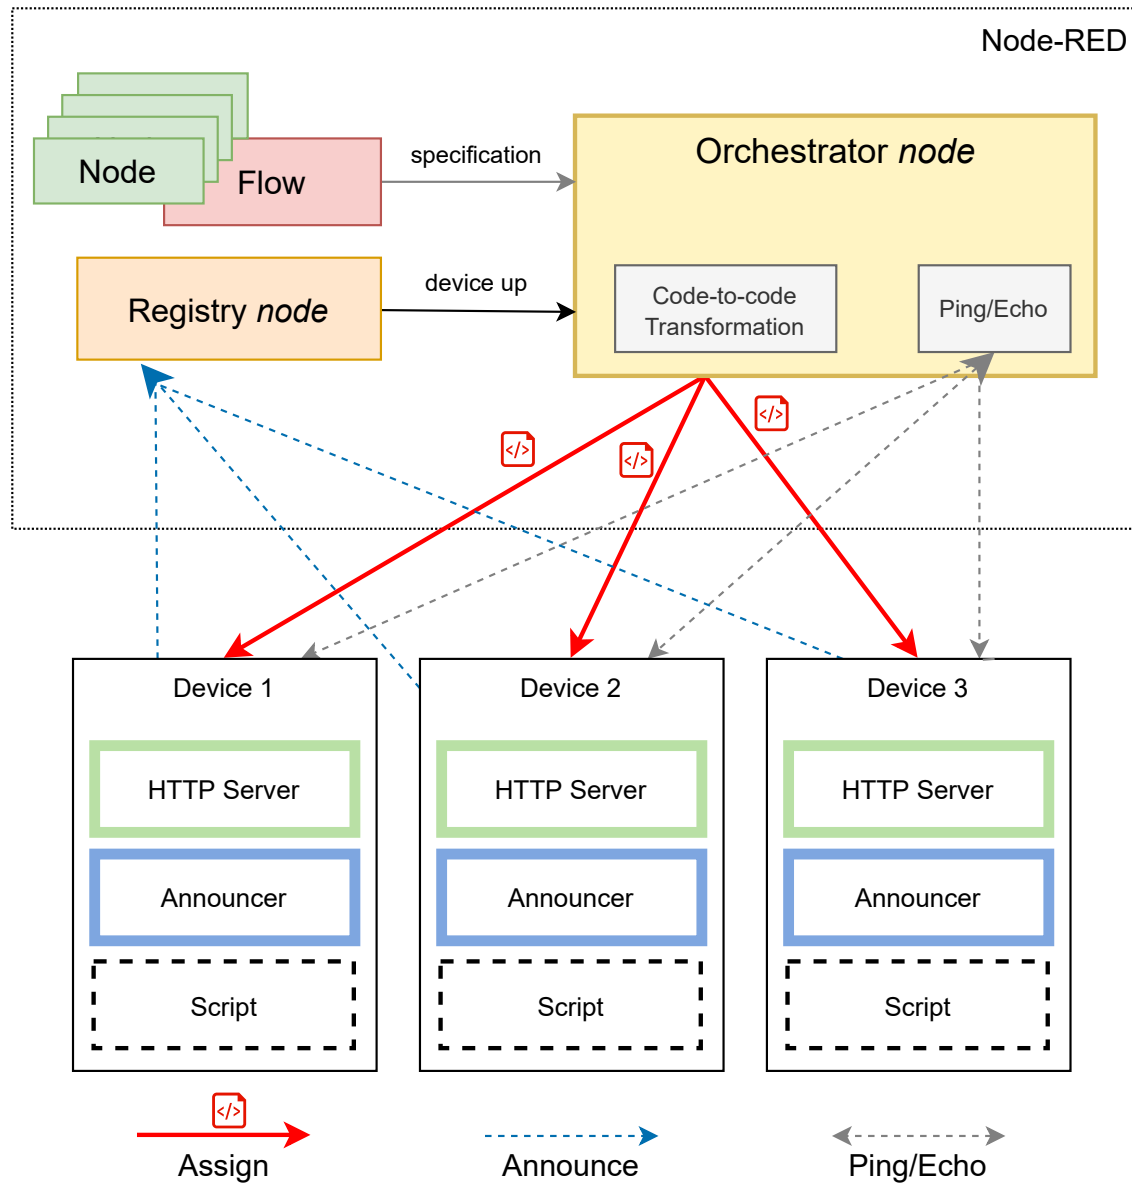 Node-RED
Node
Flow
specification
Orchestrator node
Registry node
device up
Code-to-code
Transformation
Ping/Echo
</>
</>
</>
Device 1
HTTP Server
Announcer
Script
Device 2
HTTP Server
Announcer
Script
Device 3
HTTP Server
Announcer
Script
</>
Assign
Announce
Ping/Echo